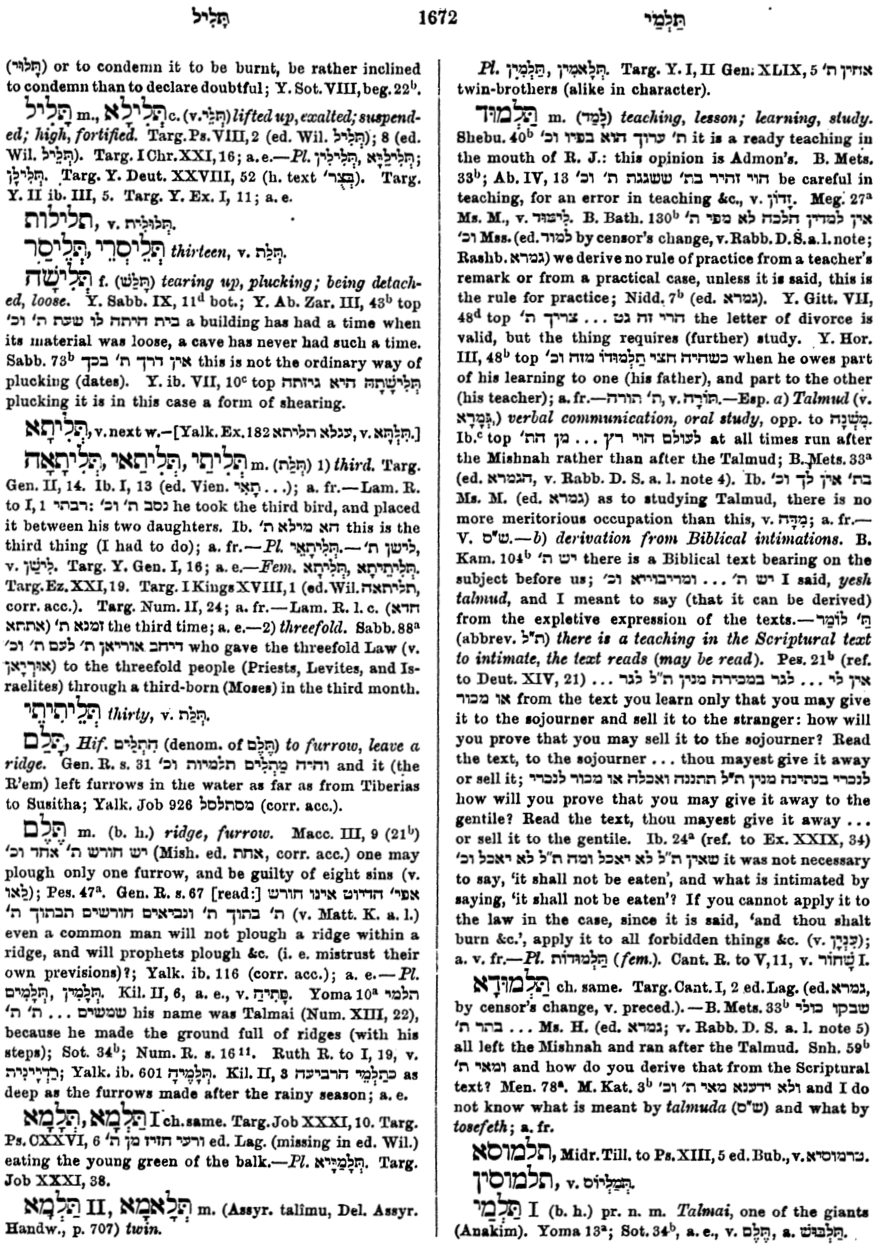 תָּלִיל 1672 תַּלְמַי
(תָּלוּי) or to condemn it to be burnt, be rather inclined
to condemn than to declare doubtful; Y. Sot. VIII, beg. 22ᵇ.
תָּלִיל m., תְּלִילָא c. (v. תְּלֵי) lifted up, exalted; suspend-
ed; high, fortified. Targ. Ps. VIII, 2 (ed. Wil. תְּלִיל); 8 (ed.
Wil. תְּלִיל). Targ. I Chr. XXI, 16; a. e.—Pl. תְּלִילִין, תְּלִילַיָּא;
תְּלִילָן. Targ. Y. Deut. XXVIII, 52 (h. text בְּצֻר׳). Targ.
Y. II ib. III, 5. Targ. Y. Ex. I, 11; a. e.
תלילות, v. תְּלוּלִית.
תְּלֵיסְרֵי, תְּלֵיסַר thirteen, v. תְּלַת.
תְּלִישָׁה f. (תָּלַשׁ) tearing up, plucking; being detach-
ed, loose. Y. Sabb. IX, 11ᵈ bot.; Y. Ab. Zar. III, 43ᵇ top
בית היתה לו שעת ת׳ וכ׳ a building has had a time when
its material was loose, a cave has never had such a time.
Sabb. 73ᵇ אין דרך ת׳ בכך this is not the ordinary way of
plucking (dates). Y. ib. VII, 10ᶜ top תְּלִישָׁתָהּ היא גיזתה
plucking it is in this case a form of shearing.
תְּלִיתָא, v. next w.—[Yalk. Ex. 182 עגלא תליתא, v. תִּלְתָּא.]
תְּלִיתַי, תְּלִיתַאי, תְּלִיתָאָה m. (תְּלַת) 1) third. Targ.
Gen. II, 14. Ib. I, 13 (ed. Vien. תָאֵי ...); a. fr.—Lam. R.
to I, 1 רבתי: נסב ת׳ וכ׳ he took the third bird, and placed
it between his two daughters. Ib. הא מילא ת׳ this is the
third thing (I had to do); a. fr.—Pl. תְּלִיתָאֵי.—לישן ת׳,
v. לִישָׁן. Targ. Y. Gen. I, 16; a. e.—Fem. תְּלִיתָא, תְּלִיתֵיתָא.
Targ. Ez. XXI, 19. Targ. I Kings XVIII, 1 (ed. Wil. תליתאה,
corr. acc.). Targ. Num. II, 24; a. fr.—Lam. R. l. c. (חדא
אתתא) זמנא ת׳ the third time; a. e.—2) threefold. Sabb. 88ᵃ
דיהב אוריאן ת׳ לעם ת׳ וכ׳ who gave the threefold Law (v.
אוּרְיָאן) to the threefold people (Priests, Levites, and Is-
raelites) through a third-born (Moses) in the third month.
תְּלֵיתִיתֵי thirty, v. תְּלַת.
תָּלַם, Hif. הִתְלִים (denom. of תֶּלֶם) to furrow, leave a
ridge. Gen. R. s. 31 והיה מַתְלִים תלמיות וכ׳ and it (the
R'em) left furrows in the water as far as from Tiberias
to Susitha; Yalk. Job 926 מסתלסל (corr. acc.).
תֶּלֶם m. (b. h.) ridge, furrow. Macc. III, 9 (21ᵇ)
יש חורש ת׳ אחד וכ׳ (Mish. ed. אחת, corr. acc.) one may
plough only one furrow, and be guilty of eight sins (v.
לָאו); Pes. 47ᵃ. Gen. R. s. 67 [read:] אפי׳ הדיוט אינו חורש
ת׳ בתוך ת׳ ונביאים חורשים תבתוך ת׳ (v. Matt. K. a. l.)
even a common man will not plough a ridge within a
ridge, and will prophets plough &c. (i. e. mistrust their
own previsions)?; Yalk. ib. 116 (corr. acc.); a. e.—Pl.
תְּלָמִים, תְּלָמִין, תְּלָמִין. Kil. II, 6, a. e., v. פָּתִיחַ. Yoma 10ᵃ תלמי
שמשים ... ת׳ ת׳ his name was Talmai (Num. XIII, 22),
because he made the ground full of ridges (with his
steps); Sot. 34ᵇ; Num. R. s. 16¹¹. Ruth R. to I, 19, v.
רַדְיֵינֵיהּ; Yalk. ib. 601 תְּלָמֵיהּ. Kil. II, 3 כתַלְמֵי הרביעה as
deep as the furrows made after the rainy season; a. e.
תְּלָמָא, תַּלְמָא I ch. same. Targ. Job XXXI, 10. Targ.
Ps. CXXVI, 6 ורעי חזיז מן ת׳ ed. Lag. (missing in ed. Wil.)
eating the young green of the balk.—Pl. תְּלָמַיָּא. Targ.
Job XXXI, 38.
תַּלְמָא II, תְּלָאמָא m. (Assyr. talîmu, Del. Assyr.
Handw., p. 707) twin.
Pl. תְּלָאמִין, תַּלְמִין. Targ. Y. I, II Gen. XLIX, 5 אחין ת׳
twin-brothers (alike in character).
תַּלְמוּד m. (לָמַד) teaching, lesson; learning, study.
Shebu. 40ᵇ ת׳ ערוך הוא בפיו וכ׳ it is a ready teaching in
the mouth of R. J.: this opinion is Admon's. B. Mets.
33ᵇ; Ab. IV, 13 הוי זהיר בת׳ ששגגת ת׳ וכ׳ be careful in
teaching, for an error in teaching &c., v. זָדוֹן. Meg. 27ᵃ
Ms. M., v. לִימּוּד. B. Bath. 130ᵇ אין למדין הלכה לא מפי ת׳
וכ׳ Mss. (ed. למוד by censor's change, v. Rabb. D. S. a. l. note;
Rashb. גמרא) we derive no rule of practice from a teacher's
remark or from a practical case, unless it is said, this is
the rule for practice; Nidd. 7ᵇ (ed. גמרא). Y. Gitt. VII,
48ᵈ top הרי זה גט ... צריך ת׳ the letter of divorce is
valid, but the thing requires (further) study. Y. Hor.
III, 48ᵇ top כשהיה חצי תַלְמוּדוֹ מזה וכ׳ when he owes part
of his learning to one (his father), and part to the other
(his teacher); a. fr.—ת׳ תורה, v. תּוֹרָה.—Esp. a) Talmud (v.
גְּמָרָא,) verbal communication, oral study, opp. to מִשְׁנָה.
Ib.ᶜ top לעולם הוי רץ ... מן הת׳ at all times run after
the Mishnah rather than after the Talmud; B. Mets. 33ᵃ
(ed. הגמרא, v. Rabb. D. S. a. l. note 4). Ib. בת׳ אין לך וכ׳
Ms. M. (ed. גמרא) as to studying Talmud, there is no
more meritorious occupation than this, v. מִדָּה; a. fr.—
V. ש״ס.—b) derivation from Biblical intimations. B.
Kam. 104ᵇ יש ת׳ there is a Biblical text bearing on the
subject before us; יש ת׳ ... ומריבוייא וכ׳ I said, yesh
talmud, and I meant to say (that it can be derived)
from the expletive expression of the texts.—תַּ׳ לוֹמַר
(abbrev. ת״ל) there is a teaching in the Scriptural text
to intimate, the text reads (may be read). Pes. 21ᵇ (ref.
to Deut. XIV, 21) אין לי ... לגר במכירה מנין ת״ל לגר ...
או מכור from the text you learn only that you may give
it to the sojourner and sell it to the stranger: how will
you prove that you may sell it to the sojourner? Read
the text, to the sojourner ... thou mayest give it away
or sell it; לנכרי בנתינה מנין ת״ל תתננה ואכלה או מכור לנכרי
how will you prove that you may give it away to the
gentile? Read the text, thou mayest give it away ...
or sell it to the gentile. Ib. 24ᵃ (ref. to Ex. XXIX, 34)
שאין ת״ל לא יאכל ומה ת״ל לא יאכל וכ׳ it was not necessary
to say, 'it shall not be eaten', and what is intimated by
saying, 'it shall not be eaten'? If you cannot apply it to
the law in the case, since it is said, 'and thou shalt
burn &c.', apply it to all forbidden things &c. (v. עִנְיָן);
a. v. fr.—Pl. תַּלְמוּדוֹת (fem.). Cant. R. to V, 11, v. שָׁחוֹר I.
תַּלְמוּדָא ch. same. Targ. Cant. I, 2 ed. Lag. (ed. גמרא,
by censor's change, v. preced.).—B. Mets. 33ᵇ שבקו כולי
בתר ת׳ ... Ms. H. (ed. גמרא; v. Rabb. D. S. a. l. note 5)
all left the Mishnah and ran after the Talmud. Snh. 59ᵇ
ומאי ת׳ and how do you derive that from the Scriptural
text? Men. 78ᵃ. M. Kat. 3ᵇ ולא ידענא מאי ת׳ וכ׳ and I do
not know what is meant by talmuda (ש״ס) and what by
tosefeth; a. fr.
תלמוסא, Midr. Till. to Ps. XIII, 5 ed. Bub., v. טרמוסיא.
תלמוסין, v. תְּמַלְיוֹס.
תַּלְמַי I (b. h.) pr. n. m. Talmai, one of the giants
(Anakim). Yoma 13ᵃ; Sot. 34ᵇ, a. e., v. תֶּלֶם, a. תַּלְבּוּשׁ.